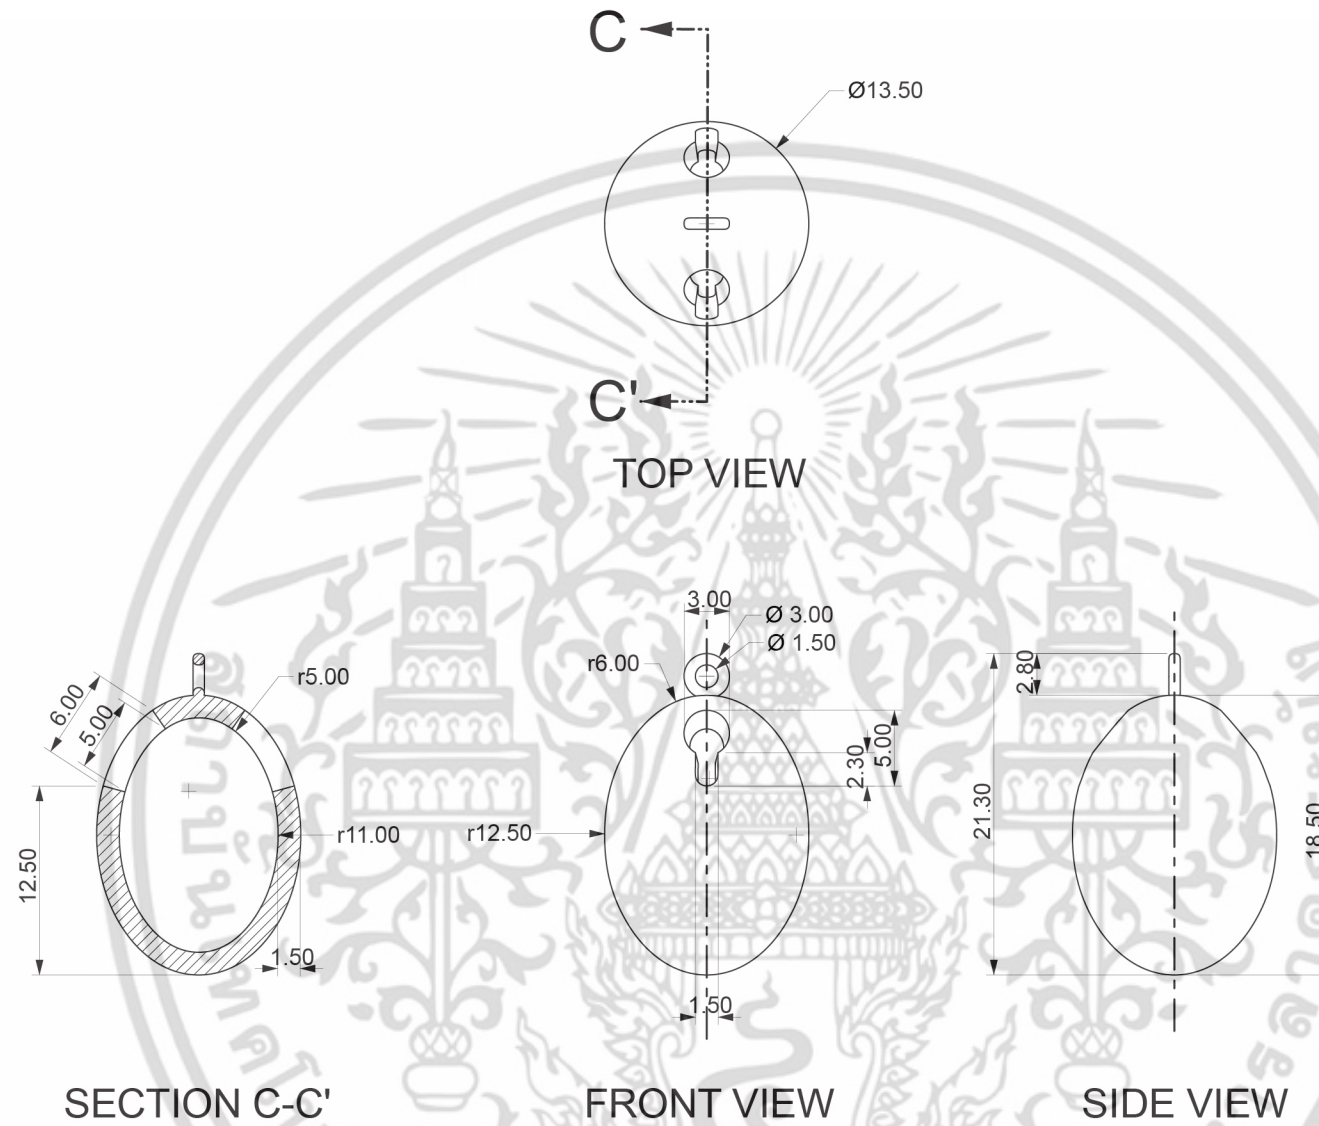 C
Ø13.50
C'
TOP VIEW
3.00
Ø 3.00
Ø 1.50
r6.00
2.80
r5.00
6.00
5.00
5.00
2.30
21.30
18.50
r11.00
r12.50
12.50
1.50
1.50
SECTION C-C'
FRONT VIEW
SIDE VIEW